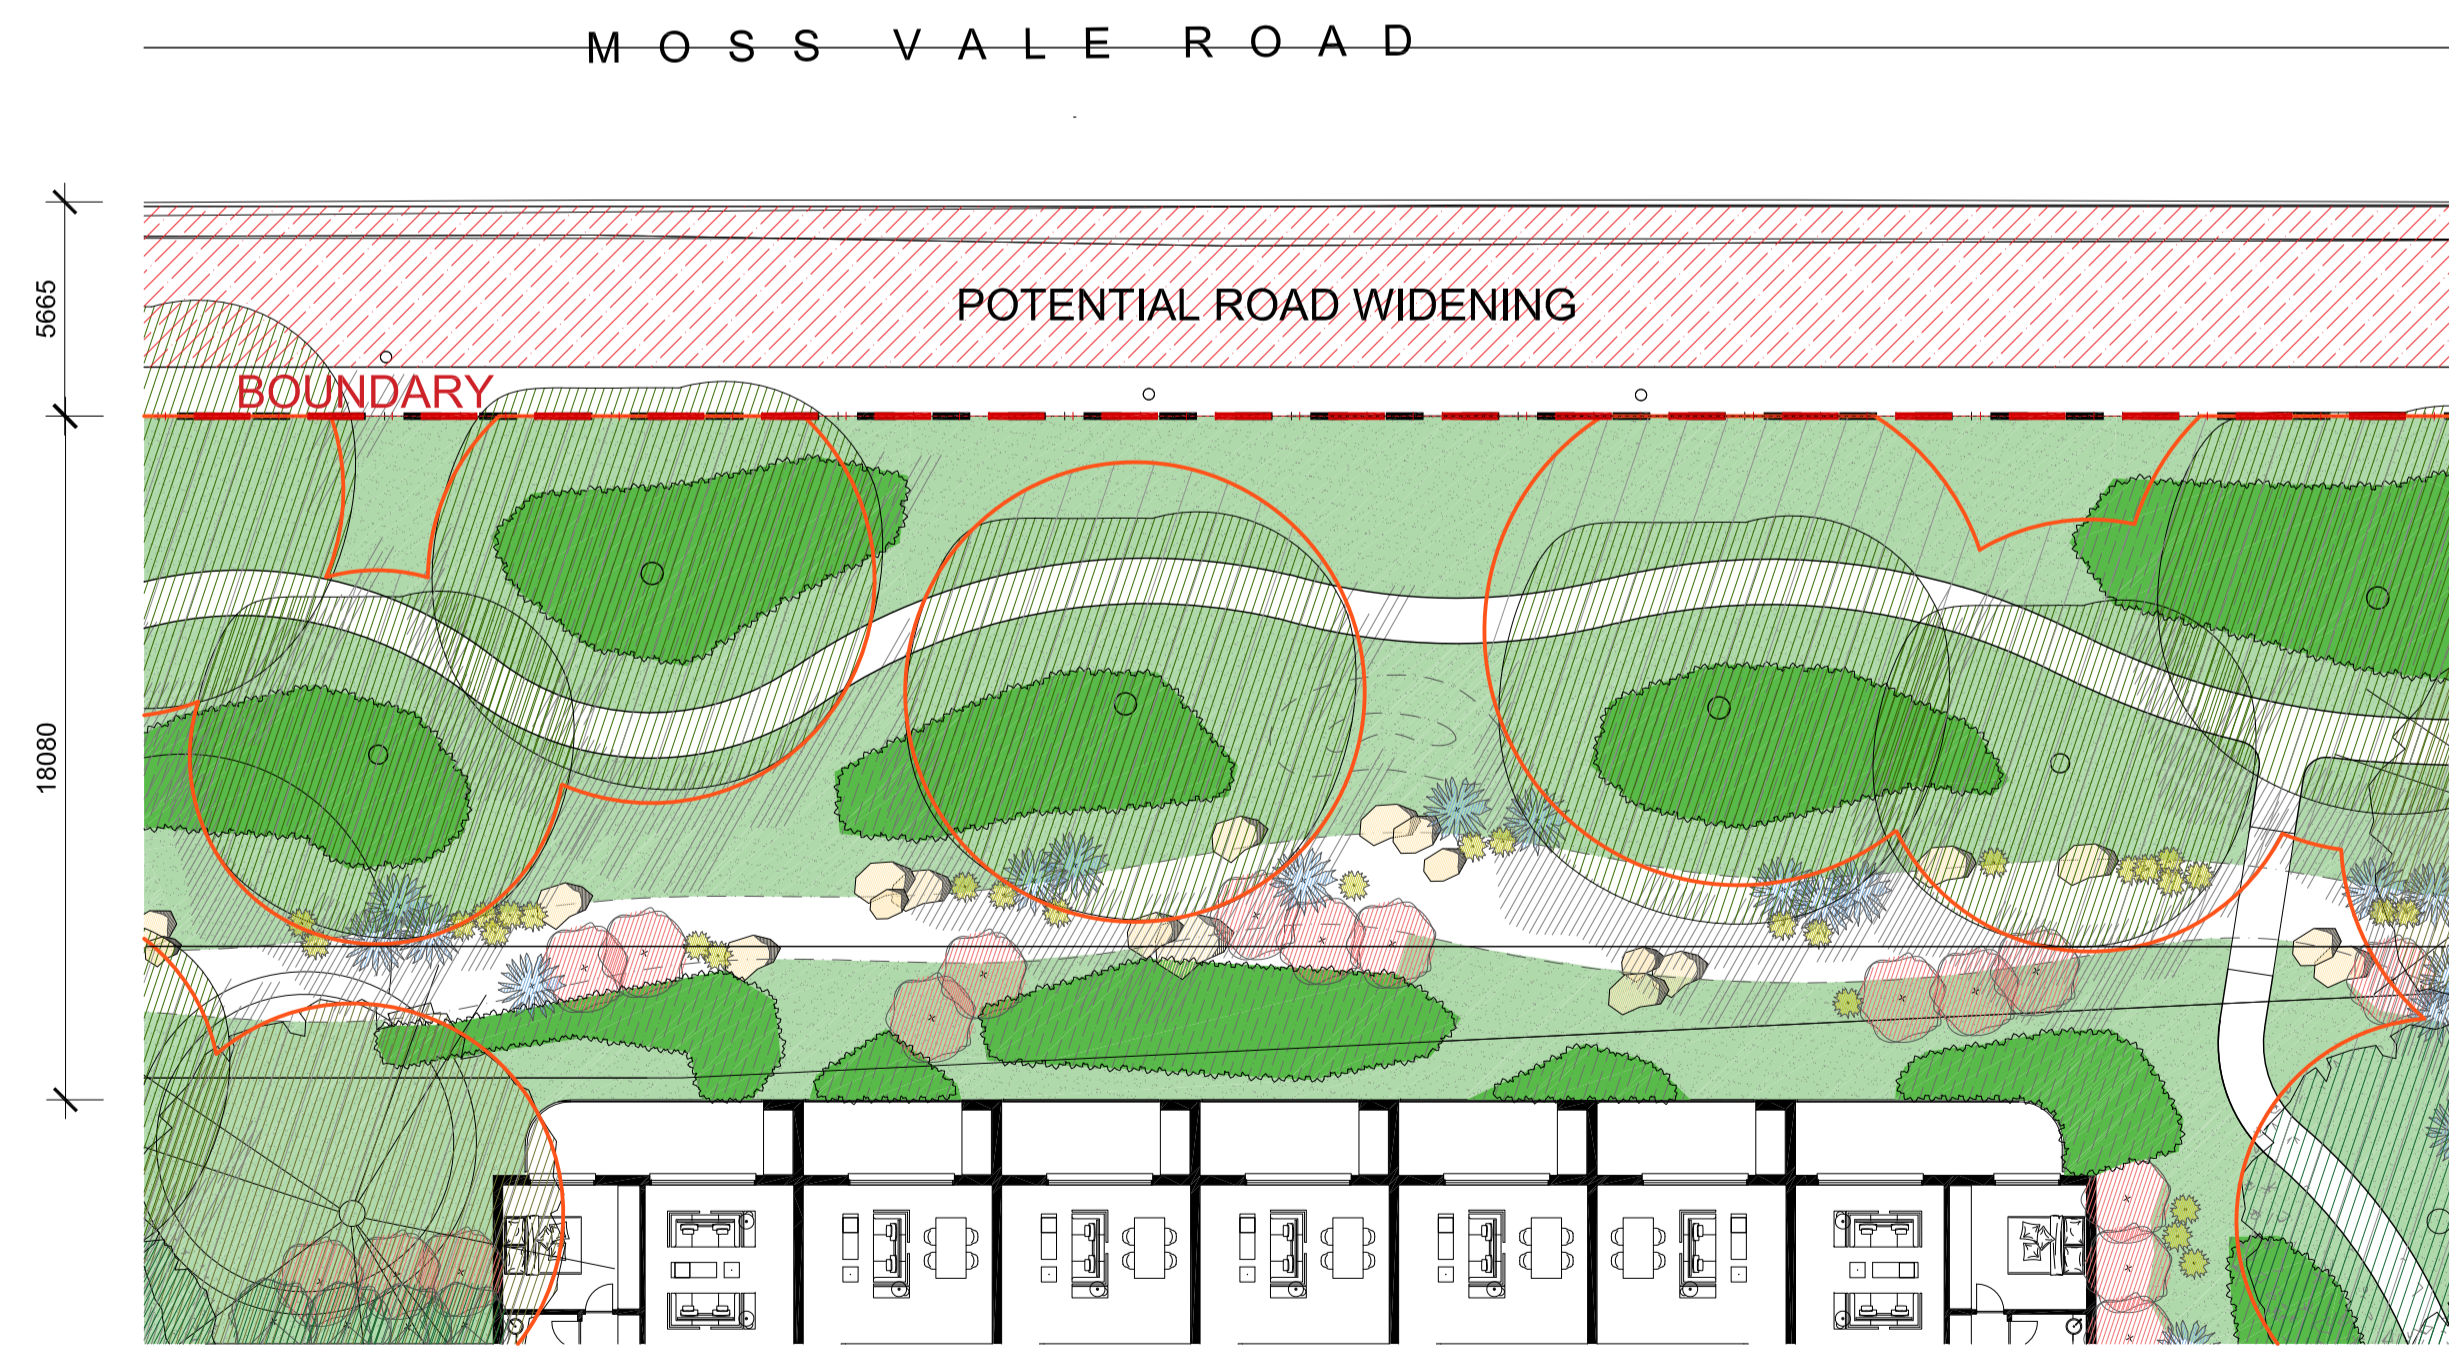 MOSS VALE ROAD
5665
POTENTIAL ROAD WIDENING
BOUNDARY
18080